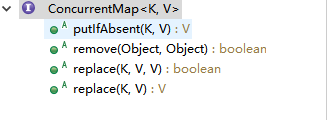 ConcurrentMap<K, V>
putIfAbsent(K, V) : V
remove(Object, Object) : boolean
replace(K, V, V) : boolean
replace(K, V) : V